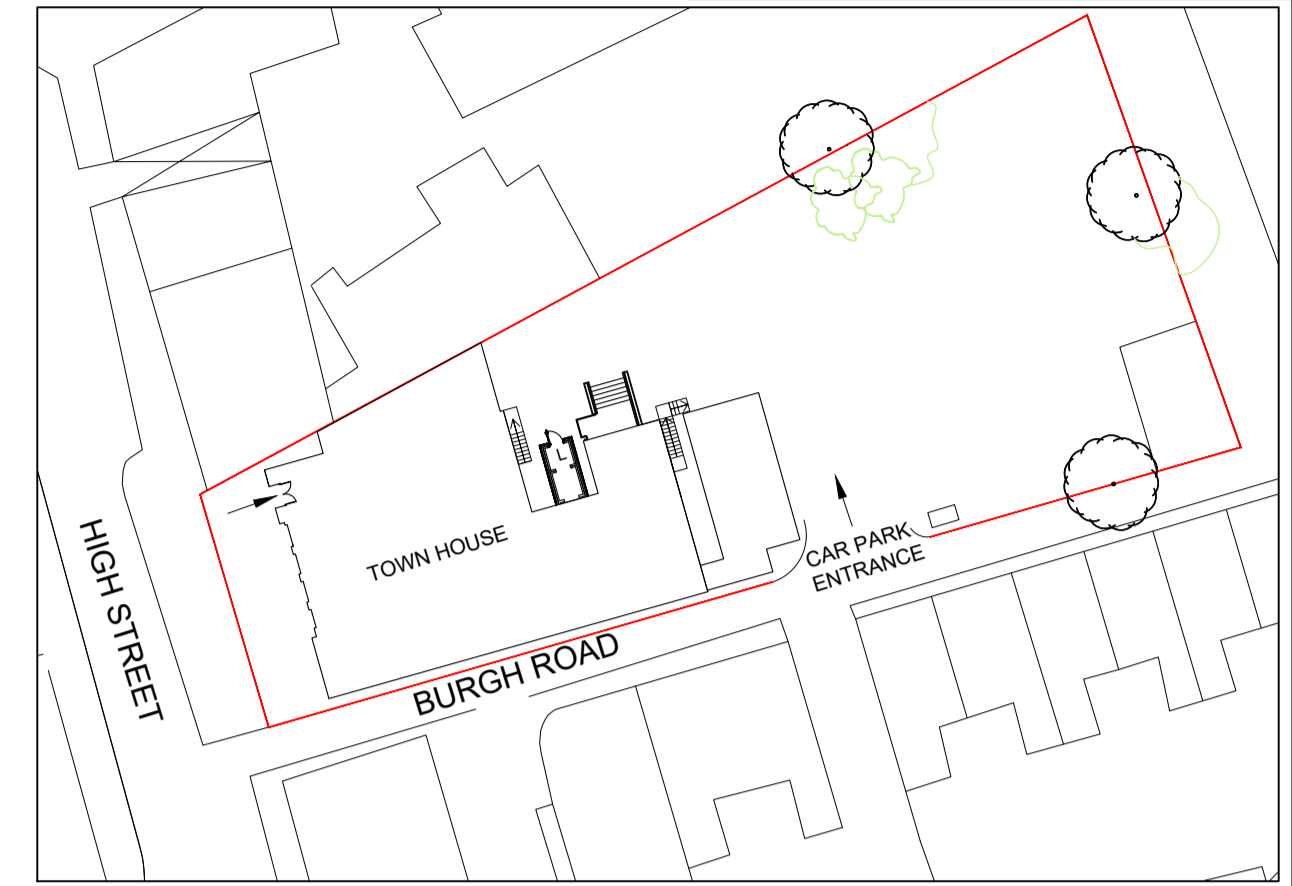 L
TOWN HOUSE
CAR PARK
ENTRANCE
HIGH STREET
BURGH ROAD